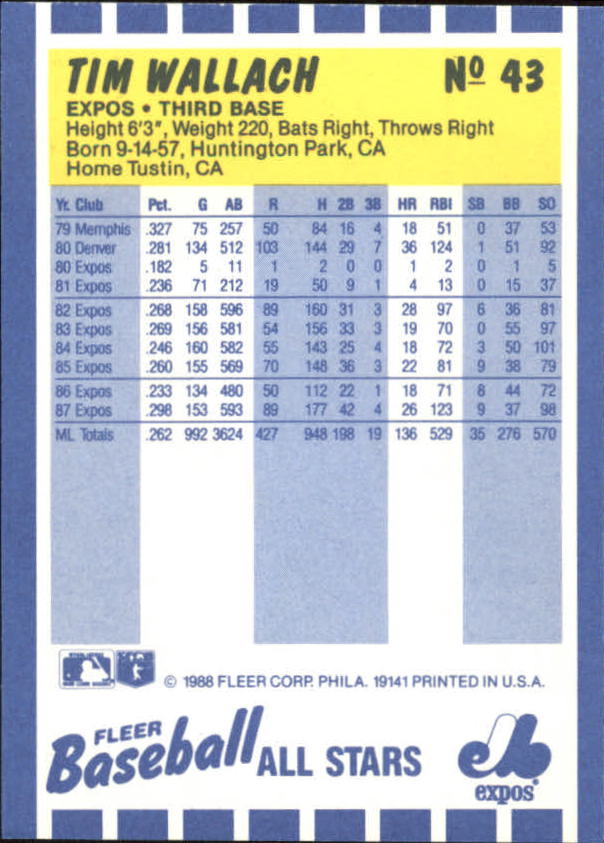 TIM WALLACH Nº 43
EXPOS • THIRD BASE
Height 6'3", Weight 220, Bats Right, Throws Right
Born 9-14-57, Huntington Park, CA
Home Tustin, CA
Yr. Club Pct. G AB R H 2B 3B HR RBI SB BB SO
79 Memphis .327 75 257 50 84 16 4 18 51 0 37 53
80 Denver .281 134 512 103 144 29 7 36 124 1 51 92
80 Expos .182 5 11 1 2 0 0 1 2 0 1 5
81 Expos .236 71 212 19 50 9 1 4 13 0 15 37
82 Expos .268 158 596 89 160 31 3 28 97 6 36 81
83 Expos .269 156 581 54 156 33 3 19 70 0 55 97
84 Expos .246 160 582 55 143 25 4 18 72 3 50 101
85 Expos .260 155 569 70 148 36 3 22 81 9 38 79
86 Expos .233 134 480 50 112 22 1 18 71 8 44 72
87 Expos .298 153 593 89 177 42 4 26 123 9 37 98
ML Totals .262 992 3624 427 948 198 19 136 529 35 276 570
© 1988 FLEER CORP. PHILA. 19141 PRINTED IN U.S.A.
FLEER
Baseball ALL STARS
expos